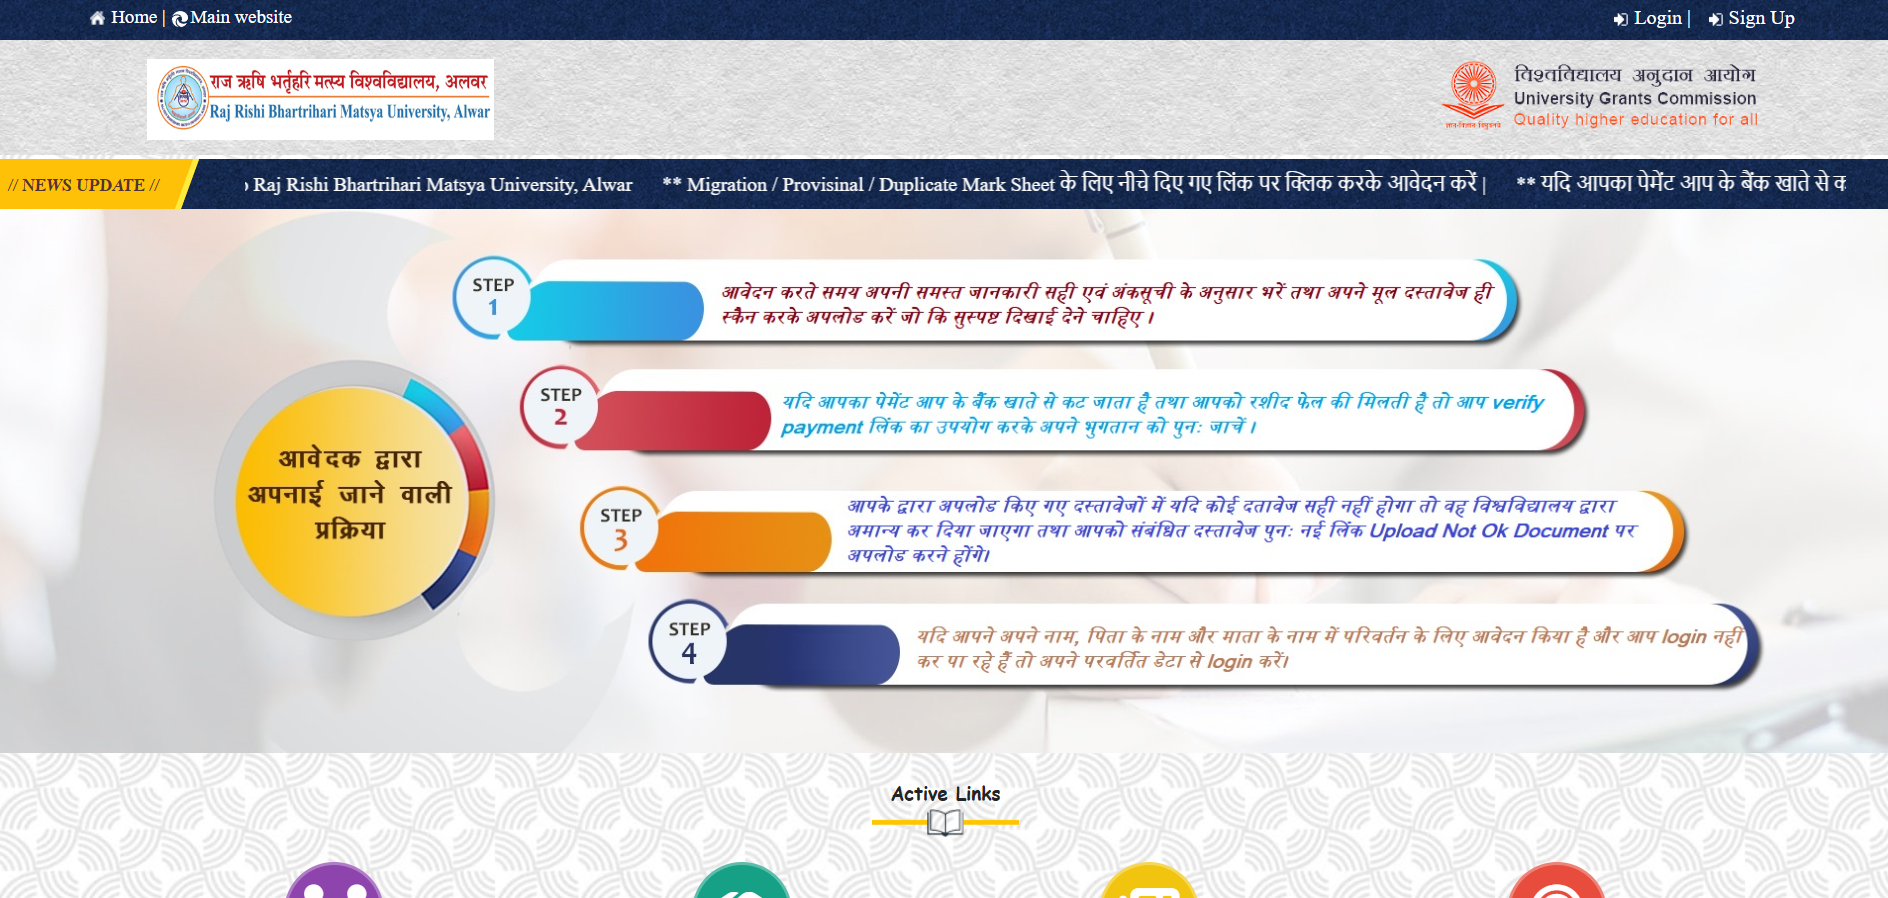 Home | Main website
Login | Sign Up
राज ऋषि भर्तृहरि मत्स्य विश्वविद्यालय, अलवर
Raj Rishi Bhartrihari Matsya University, Alwar
विश्वविद्यालय अनुदान आयोग
University Grants Commission
Quality higher education for all
ज्ञान-विज्ञान विमुक्तये
// NEWS UPDATE //
Raj Rishi Bhartrihari Matsya University, Alwar ** Migration / Provisinal / Duplicate Mark Sheet के लिए नीचे दिए गए लिंक पर क्लिक करके आवेदन करें | ** यदि आपका पेमेंट आप के बैंक खाते से
STEP
1
आवेदन करते समय अपनी समस्त जानकारी सही एवं अंकसूची के अनुसार भरें तथा अपने मूल दस्तावेज ही
स्कैन करके अपलोड करें जो कि सुस्पष्ट दिखाई देने चाहिए ।
STEP
2
यदि आपका पेमेंट आप के बैंक खाते से कट जाता है तथा आपको रशीद फेल की मिलती है तो आप verify
payment लिंक का उपयोग करके अपने भुगतान को पुनः जाचें ।
आवेदक द्वारा
अपनाई जाने वाली
प्रक्रिया
STEP
3
आपके द्वारा अपलोड किए गए दस्तावेजों में यदि कोई दतावेज सही नहीं होगा तो वह विश्वविद्यालय द्वारा
अमान्य कर दिया जाएगा तथा आपको संबंधित दस्तावेज पुनः नई लिंक Upload Not Ok Document पर
अपलोड करने होंगे।
STEP
4
यदि आपने अपने नाम, पिता के नाम और माता के नाम में परिवर्तन के लिए आवेदन किया है और आप login नहीं
कर पा रहे हैं तो अपने परवर्तित डेटा से login करें।
Active Links